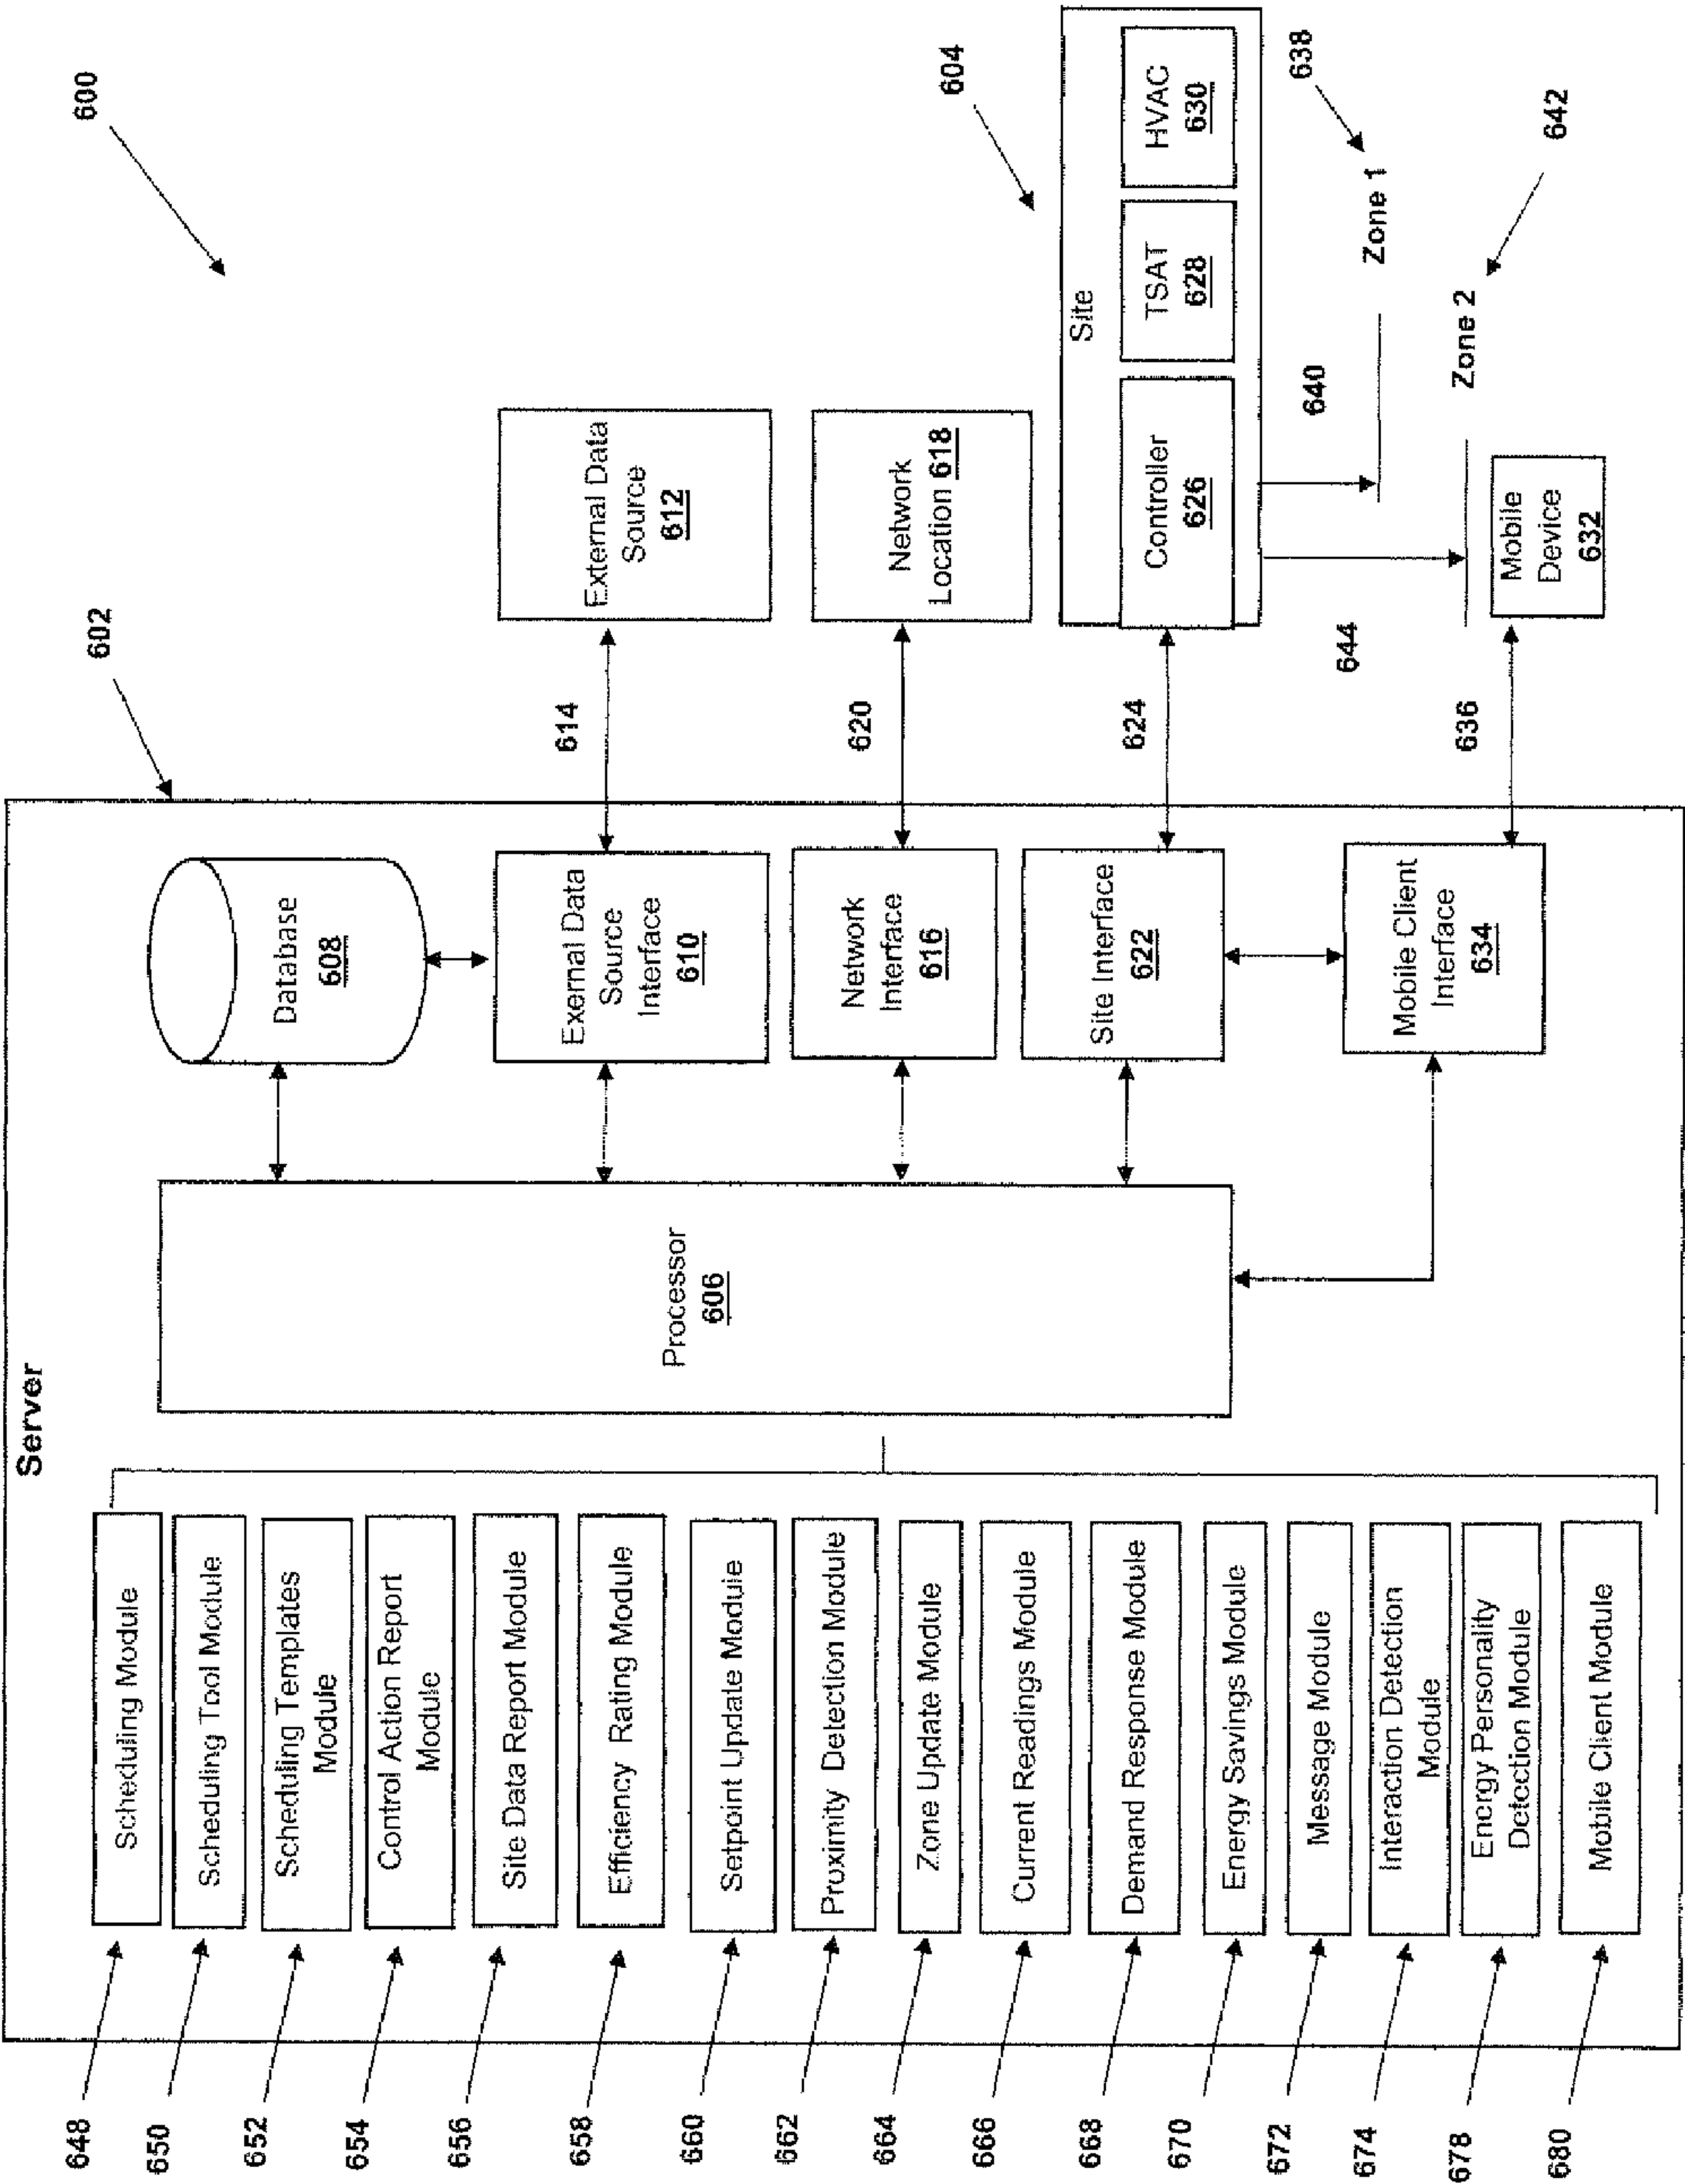 Server
600
602
604
648
Scheduling Module
650
Scheduling Tool Module
652
Scheduling Templates
Module
654
Control Action Report
Module
656
Site Data Report Module
658
Efficiency Rating Module
660
Setpoint Update Module
662
Proximity Detection Module
664
Zone Update Module
666
Current Readings Module
668
Demand Response Module
670
Energy Savings Module
672
Message Module
674
Interaction Detection
Module
678
Energy Personality
Detection Module
680
Mobile Client Module
Processor
606
Database
608
Exernal Data
Source
Interface
610
614
External Data
Source
612
Network
Interface
616
620
Network
Location 618
Site Interface
622
624
Site
Controller
626
TSAT
628
HVAC
630
Mobile Client
Interface
634
636
Mobile
Device
632
640
Zone 1
638
644
Zone 2
642